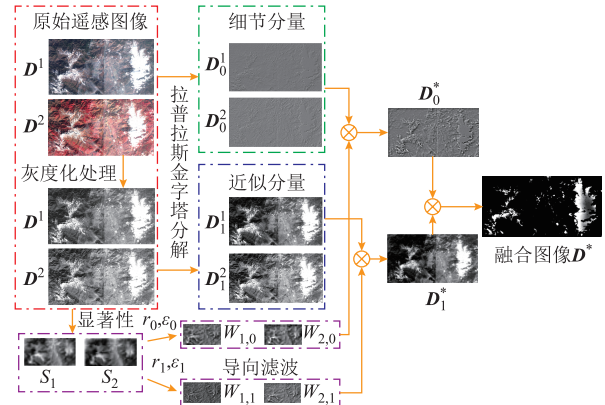 原始遥感图像
D¹
D²
灰度化处理
D¹
D²
拉普拉斯金字塔分解
细节分量
D₀¹
D₀²
近似分量
D₁¹
D₁²
D₀*
D₁*
融合图像D*
显著性
S₁
S₂
r₀,ε₀
W₁,₀
W₂,₀
导向滤波
r₁,ε₁
W₁,₁
W₂,₁